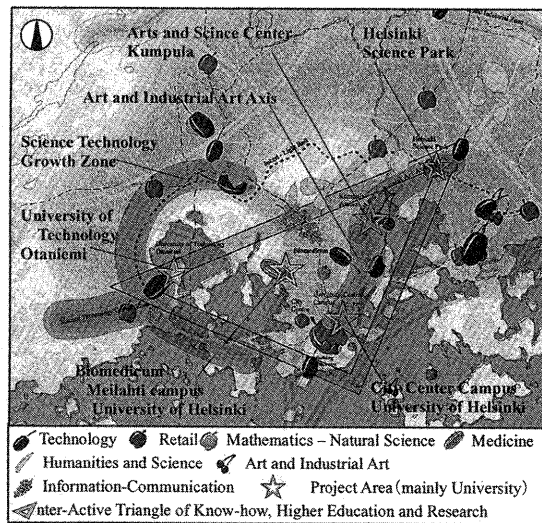 Arts and Scince Center
Kumpula
Helsinki
Science Park
Art and Industrial Art Axis
Science Technology
Growth Zone
University of
Technology
Otaniemi
Biomedicum
Meilahti campus
University of Helsinki
City Center Campus
University of Helsinki
Technology Retail Mathematics – Natural Science Medicine
Humanities and Science Art and Industrial Art
Information-Communication Project Area (mainly University)
nter-Active Triangle of Know-how, Higher Education and Research